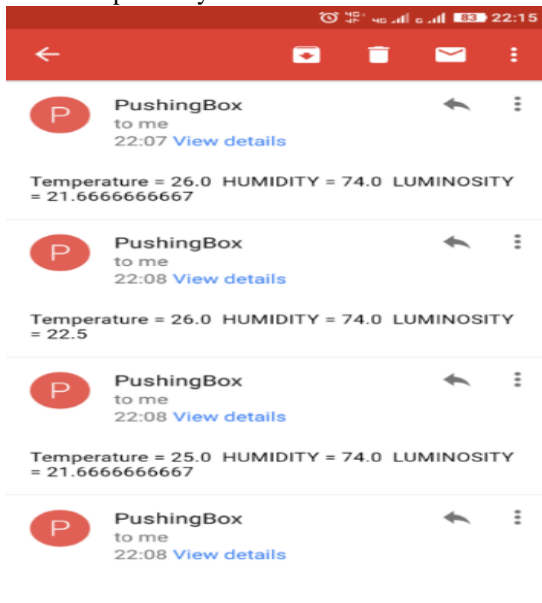 22:15
83
PushingBox
to me
22:07 View details
Temperature = 26.0 HUMIDITY = 74.0 LUMINOSITY
= 21.6666666667
P
PushingBox
to me
22:08 View details
Temperature = 26.0 HUMIDITY = 74.0 LUMINOSITY
= 22.5
P
PushingBox
to me
22:08 View details
Temperature = 25.0 HUMIDITY = 74.0 LUMINOSITY
= 21.6666666667
P
PushingBox
to me
22:08 View details
P